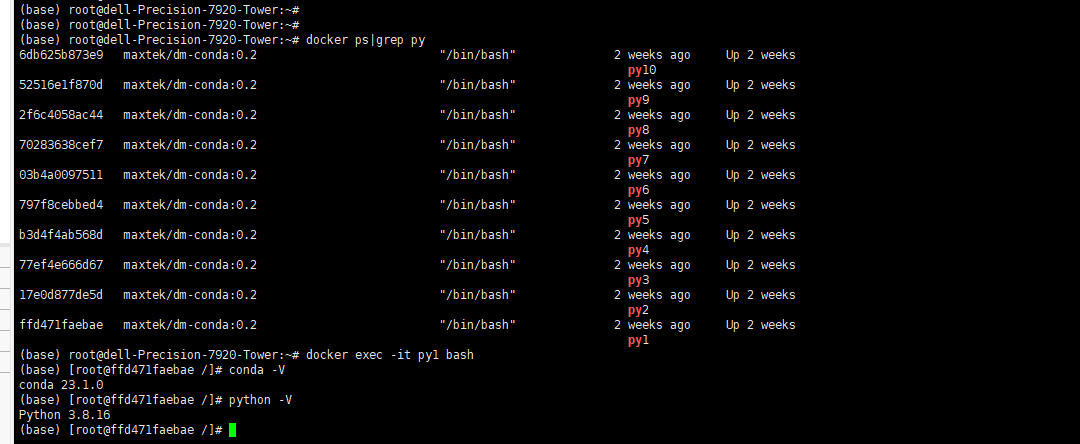 (base) root@dell-Precision-7920-Tower:~#
(base) root@dell-Precision-7920-Tower:~#
(base) root@dell-Precision-7920-Tower:~# docker ps|grep py
6db625b873e9 maxtek/dm-conda:0.2 "/bin/bash" 2 weeks ago Up 2 weeks
py10
52516e1f870d maxtek/dm-conda:0.2 "/bin/bash" 2 weeks ago Up 2 weeks
py9
2f6c4058ac44 maxtek/dm-conda:0.2 "/bin/bash" 2 weeks ago Up 2 weeks
py8
70283638cef7 maxtek/dm-conda:0.2 "/bin/bash" 2 weeks ago Up 2 weeks
py7
03b4a0097511 maxtek/dm-conda:0.2 "/bin/bash" 2 weeks ago Up 2 weeks
py6
797f8cebbed4 maxtek/dm-conda:0.2 "/bin/bash" 2 weeks ago Up 2 weeks
py5
b3d4f4ab568d maxtek/dm-conda:0.2 "/bin/bash" 2 weeks ago Up 2 weeks
py4
77ef4e666d67 maxtek/dm-conda:0.2 "/bin/bash" 2 weeks ago Up 2 weeks
py3
17e0d877de5d maxtek/dm-conda:0.2 "/bin/bash" 2 weeks ago Up 2 weeks
py2
ffd471faebae maxtek/dm-conda:0.2 "/bin/bash" 2 weeks ago Up 2 weeks
py1
(base) root@dell-Precision-7920-Tower:~# docker exec -it py1 bash
(base) [root@ffd471faebae /]# conda -V
conda 23.1.0
(base) [root@ffd471faebae /]# python -V
Python 3.8.16
(base) [root@ffd471faebae /]#